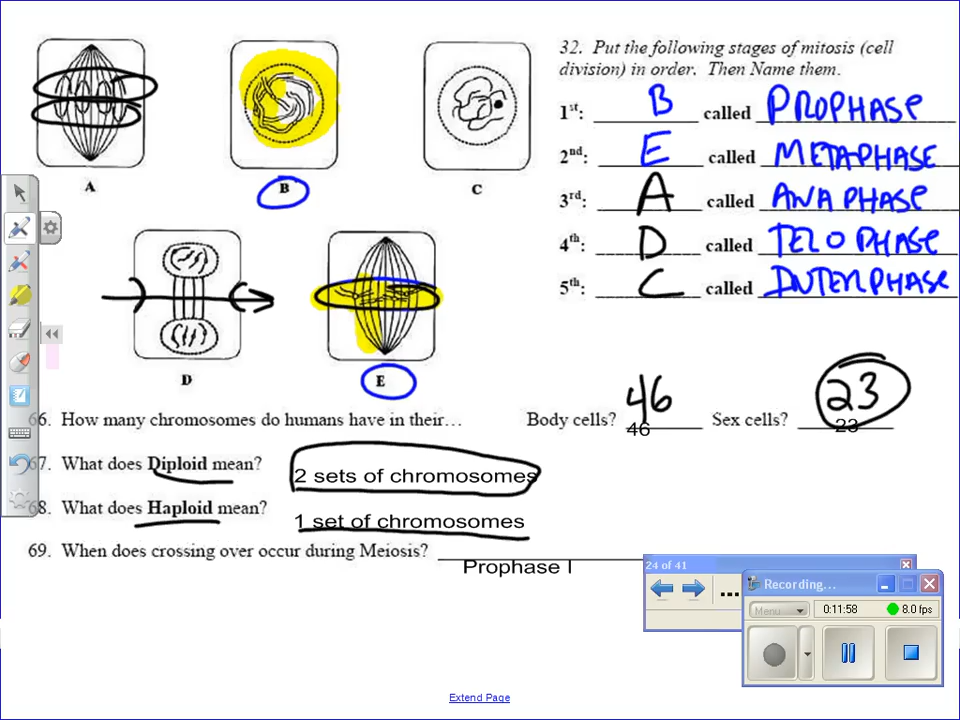 32. Put the following stages of mitosis (cell
division) in order. Then Name them.
1st: B called PROPHASE
2nd: E called METAPHASE
3rd: A called ANAPHASE
4th: D called TELOPHASE
5th: C called INTERPHASE
A
B
C
D
E
66. How many chromosomes do humans have in their… Body cells? 46 Sex cells? 23
46 23
67. What does Diploid mean? 2 sets of chromosomes
68. What does Haploid mean? 1 set of chromosomes
69. When does crossing over occur during Meiosis?
Prophase I
24 of 41
Recording...
Menu 0:11:58 8.0 fps
Extend Page